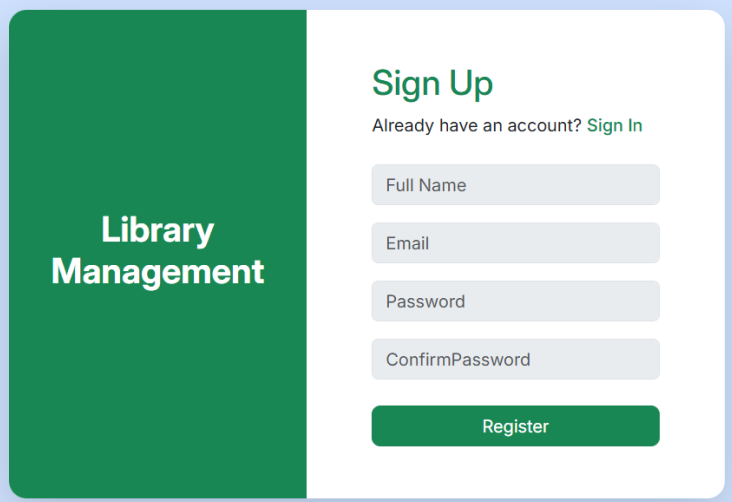 Library
Management
Sign Up
Already have an account? Sign In
Full Name
Email
Password
ConfirmPassword
Register